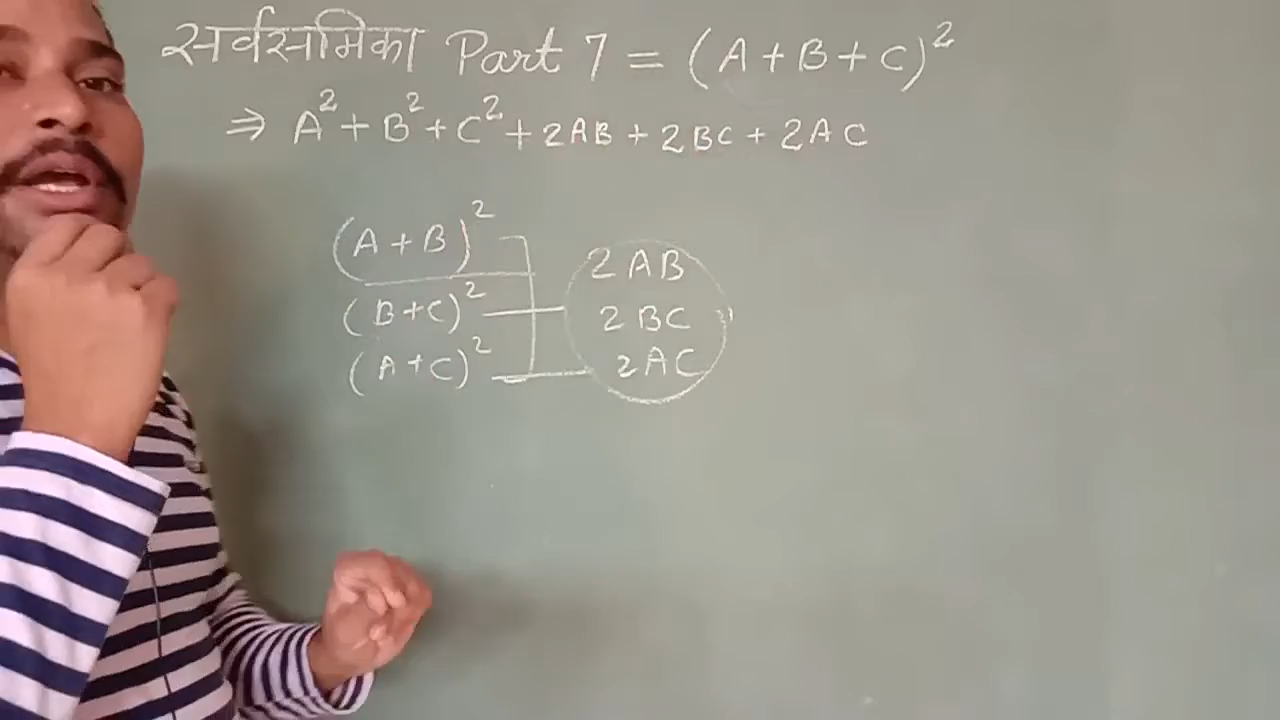 सर्वसमिका Part 7 = (A+B+C)²
⇒ A²+B²+C²+2AB+2BC+2AC
(A+B)²
2AB
(B+C)²
2BC
(A+C)²
2AC